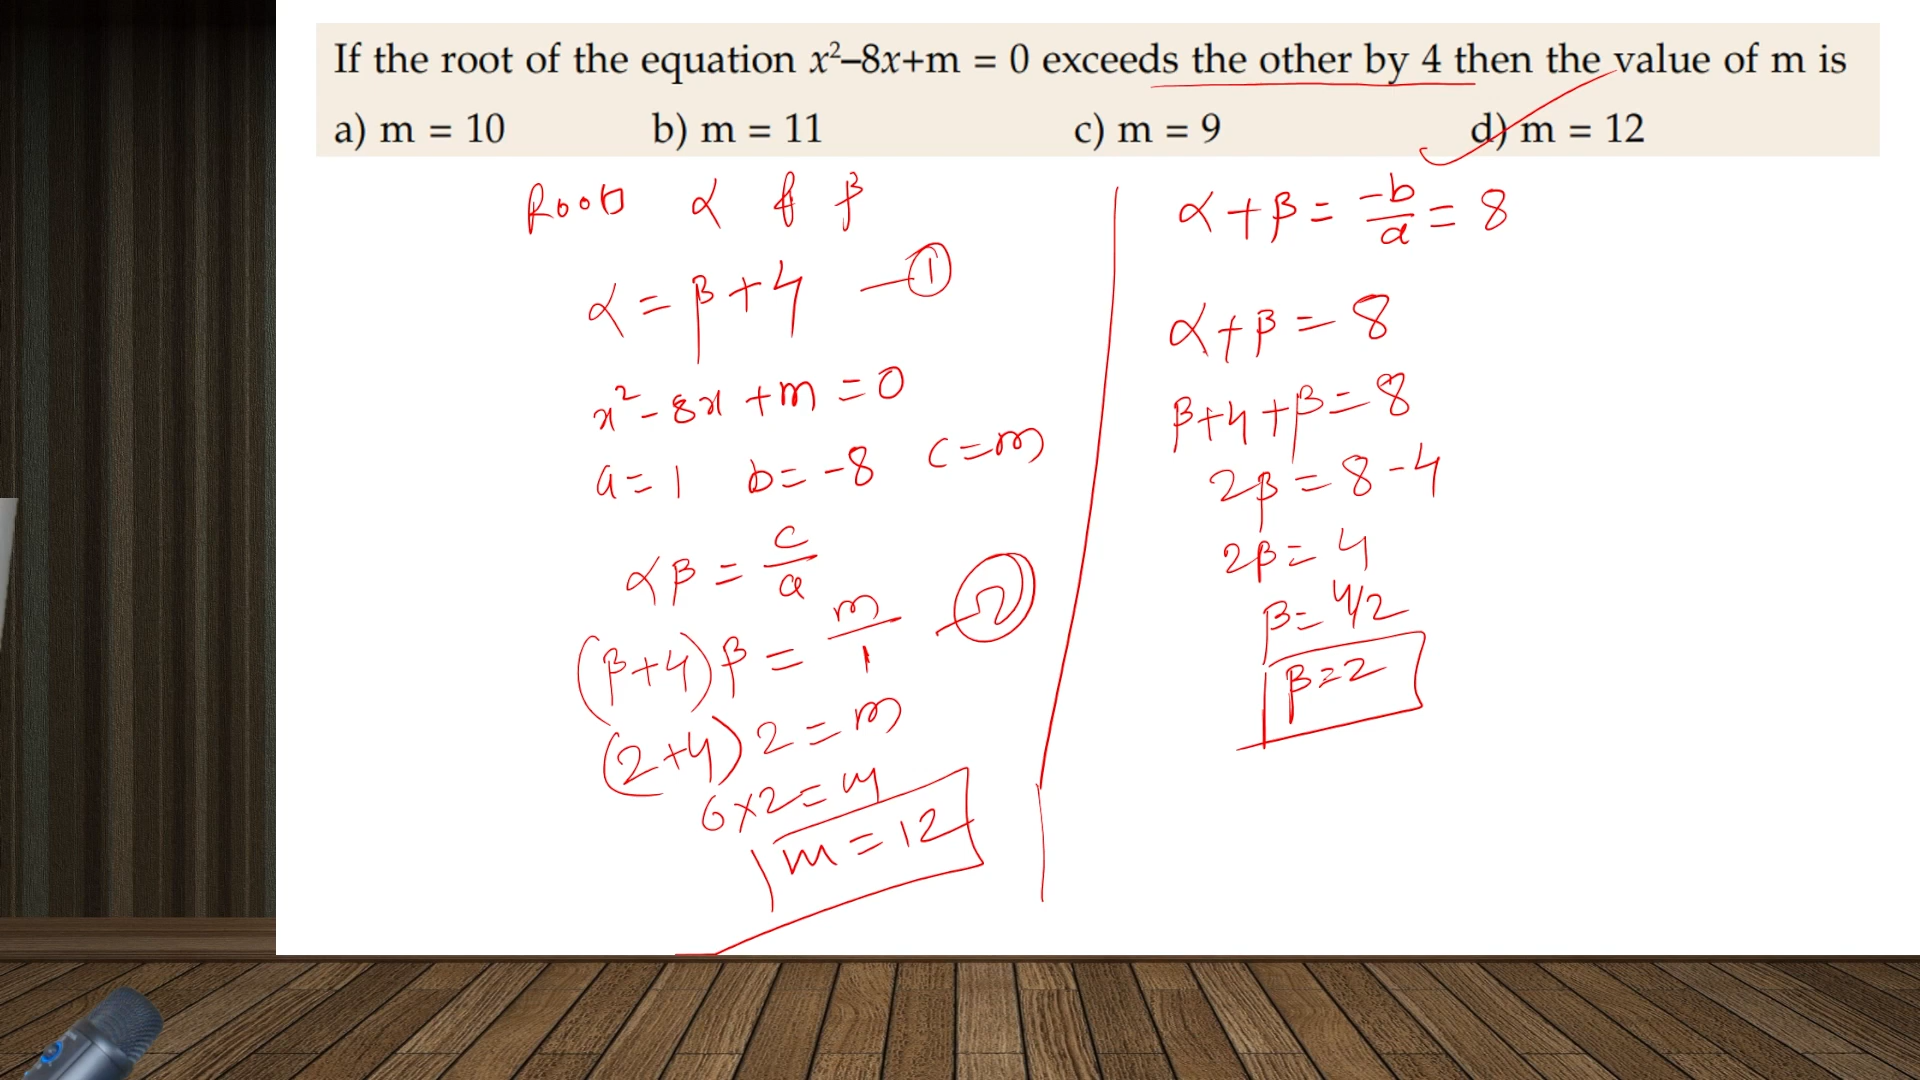 If the root of the equation x²–8x+m = 0 exceeds the other by 4 then the value of m is
a) m = 10 b) m = 11 c) m = 9 d) m = 12
Roots α & β
α = β + 4 — ①
x² - 8x + m = 0
a = 1 b = -8 c = m
αβ = c/a
(β+4)β = m/1 — ②
(2+4) 2 = m
6×2 = m
m = 12
α + β = -b/a = 8
α + β = 8
β+4+β = 8
2β = 8 - 4
2β = 4
β = 4/2
β = 2